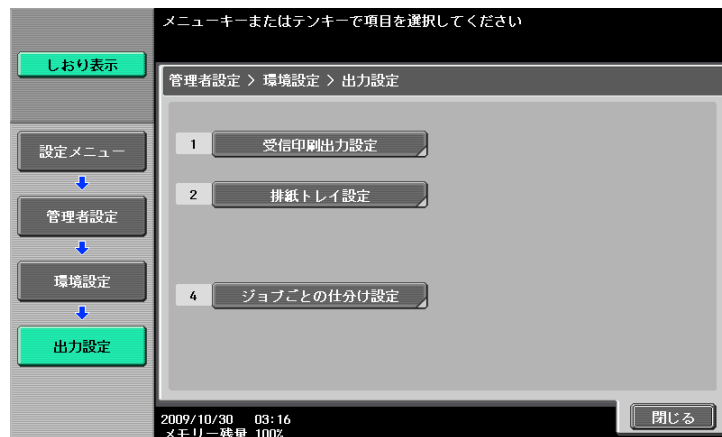 メニューキーまたはテンキーで項目を選択してください
しおり表示
管理者設定 > 環境設定 > 出力設定
設定メニュー
管理者設定
環境設定
出力設定
1 受信印刷出力設定
2 排紙トレイ設定
4 ジョブごとの仕分け設定
2009/10/30 03:16
メモリー残量 100%
閉じる